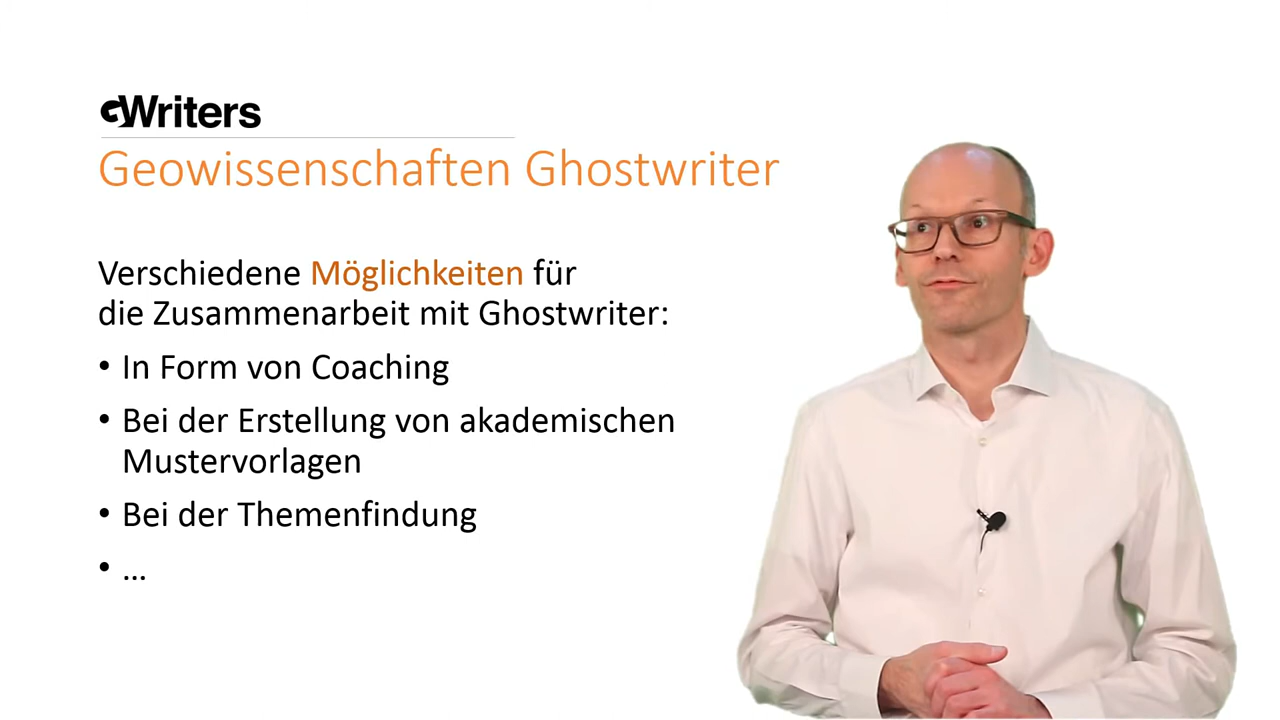 GWriters
Geowissenschaften Ghostwriter
Verschiedene Möglichkeiten für
die Zusammenarbeit mit Ghostwriter:
• In Form von Coaching
• Bei der Erstellung von akademischen
Mustervorlagen
• Bei der Themenfindung
• ...